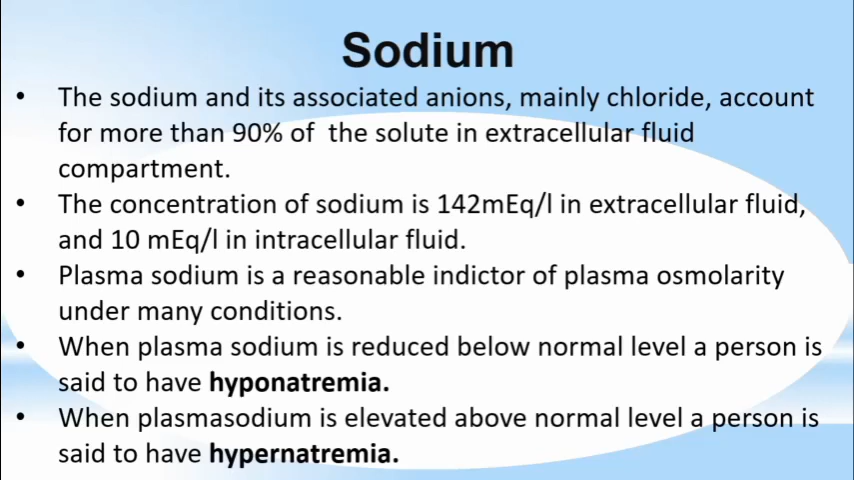 Sodium
• The sodium and its associated anions, mainly chloride, account
for more than 90% of the solute in extracellular fluid
compartment.
• The concentration of sodium is 142mEq/l in extracellular fluid,
and 10 mEq/l in intracellular fluid.
• Plasma sodium is a reasonable indictor of plasma osmolarity
under many conditions.
• When plasma sodium is reduced below normal level a person is
said to have hyponatremia.
• When plasmasodium is elevated above normal level a person is
said to have hypernatremia.